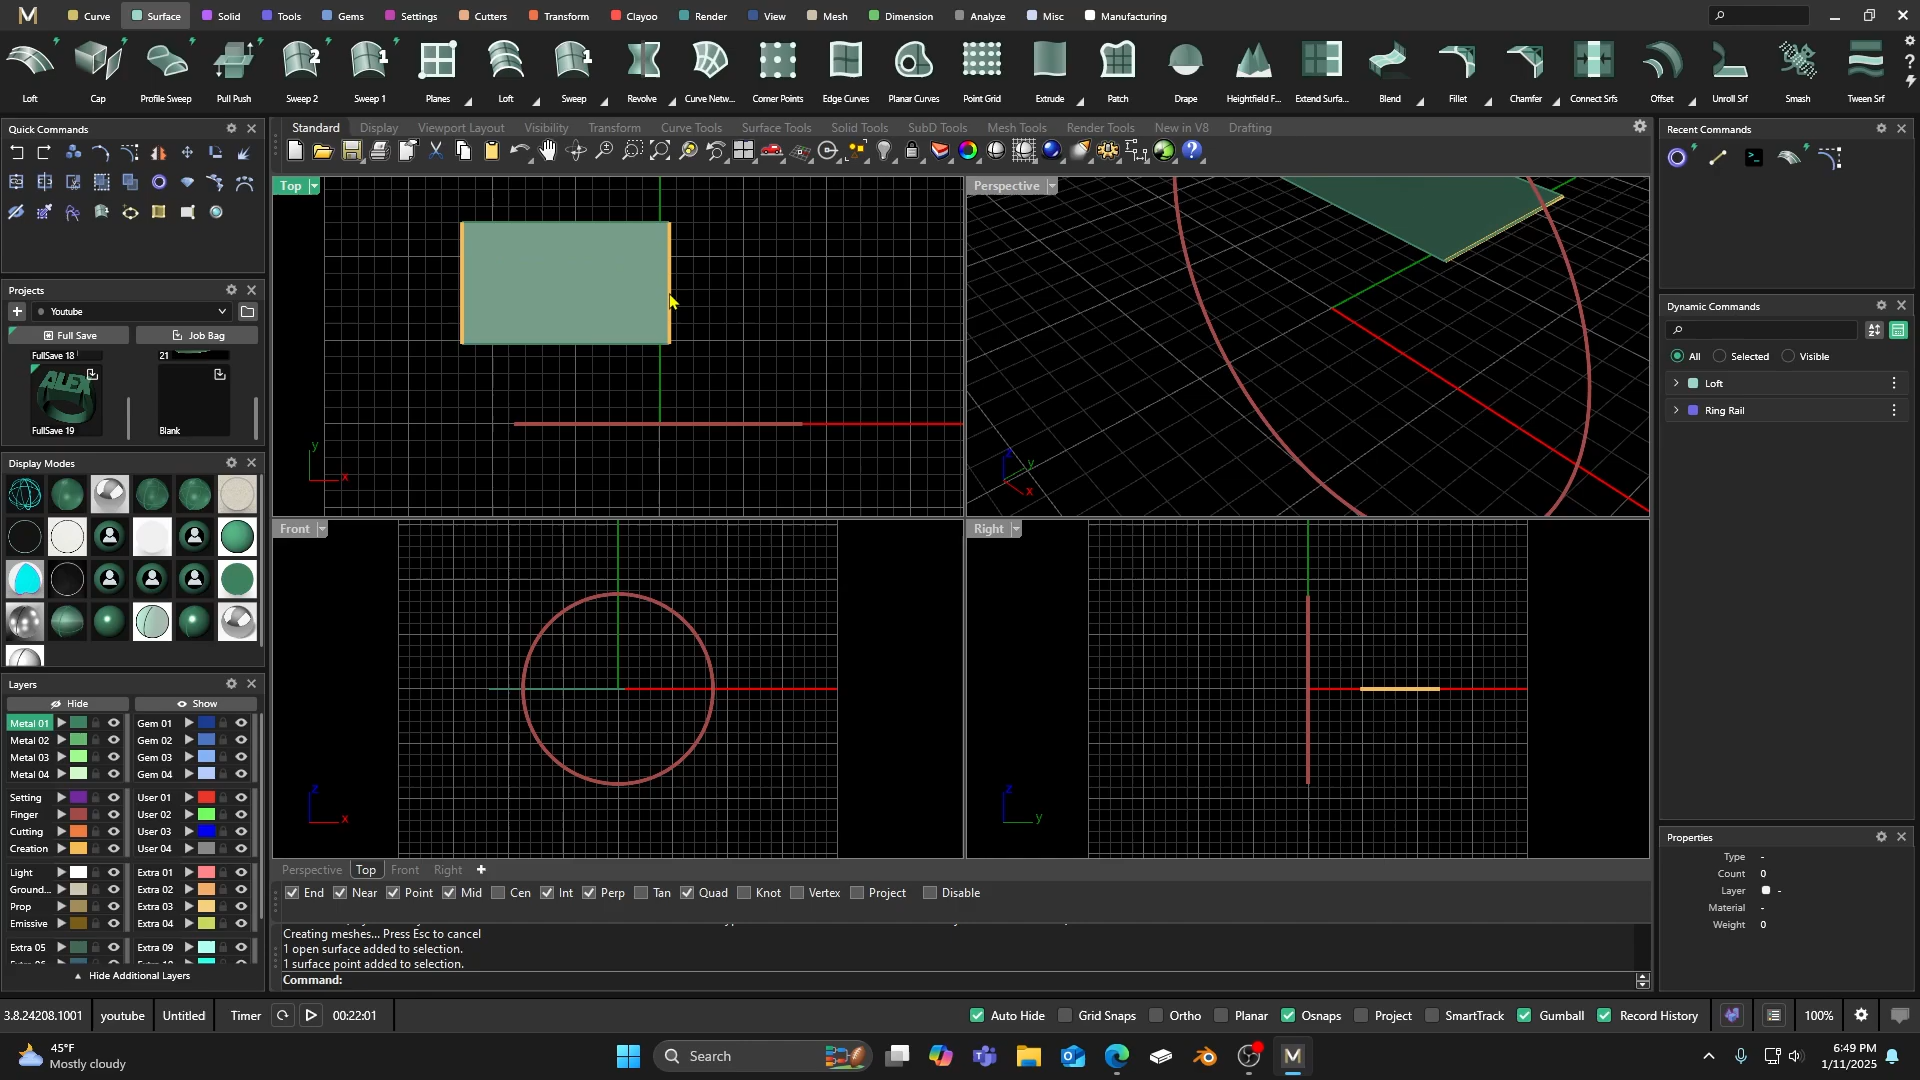 Curve Surface Solid Tools Gems Settings Cutters Transform Clayoo Render View Mesh Dimension Analyze Misc Manufacturing
Loft Cap Profile Sweep Pull Push Sweep 2 Sweep 1 Planes Loft Sweep Revolve Curve Netw... Corner Points Edge Curves Planar Curves Point Grid Extrude Patch Drape Heightfield F... Extend Surfa... Blend Fillet Chamfer Connect Srfs Offset Unroll Srf Smash Tween Srf
Quick Commands
Standard Display Viewport Layout Visibility Transform Curve Tools Surface Tools Solid Tools SubD Tools Mesh Tools Render Tools New in V8 Drafting
Recent Commands
Top
Perspective
Projects
Youtube
Full Save Job Bag
FullSave 18 21
FullSave 19 Blank
Dynamic Commands
All Selected Visible
Loft
Ring Rail
y x
z y x
Display Modes
Front
Right
z x
z y
Layers
Hide Show
Metal 01 Gem 01
Metal 02 Gem 02
Metal 03 Gem 03
Metal 04 Gem 04
Setting User 01
Finger User 02
Cutting User 03
Creation User 04
Light Extra 01
Ground... Extra 02
Prop Extra 03
Emissive Extra 04
Extra 05 Extra 09
Hide Additional Layers
Perspective Top Front Right
End Near Point Mid Cen Int Perp Tan Quad Knot Vertex Project Disable
Creating meshes... Press Esc to cancel
1 open surface added to selection.
1 surface point added to selection.
Command:
Properties
Type -
Count 0
Layer -
Material -
Weight 0
3.8.24208.1001 youtube Untitled Timer 00:22:01 Auto Hide Grid Snaps Ortho Planar Osnaps Project SmartTrack Gumball Record History 100%
45°F
Mostly cloudy
Search
6:49 PM
1/11/2025